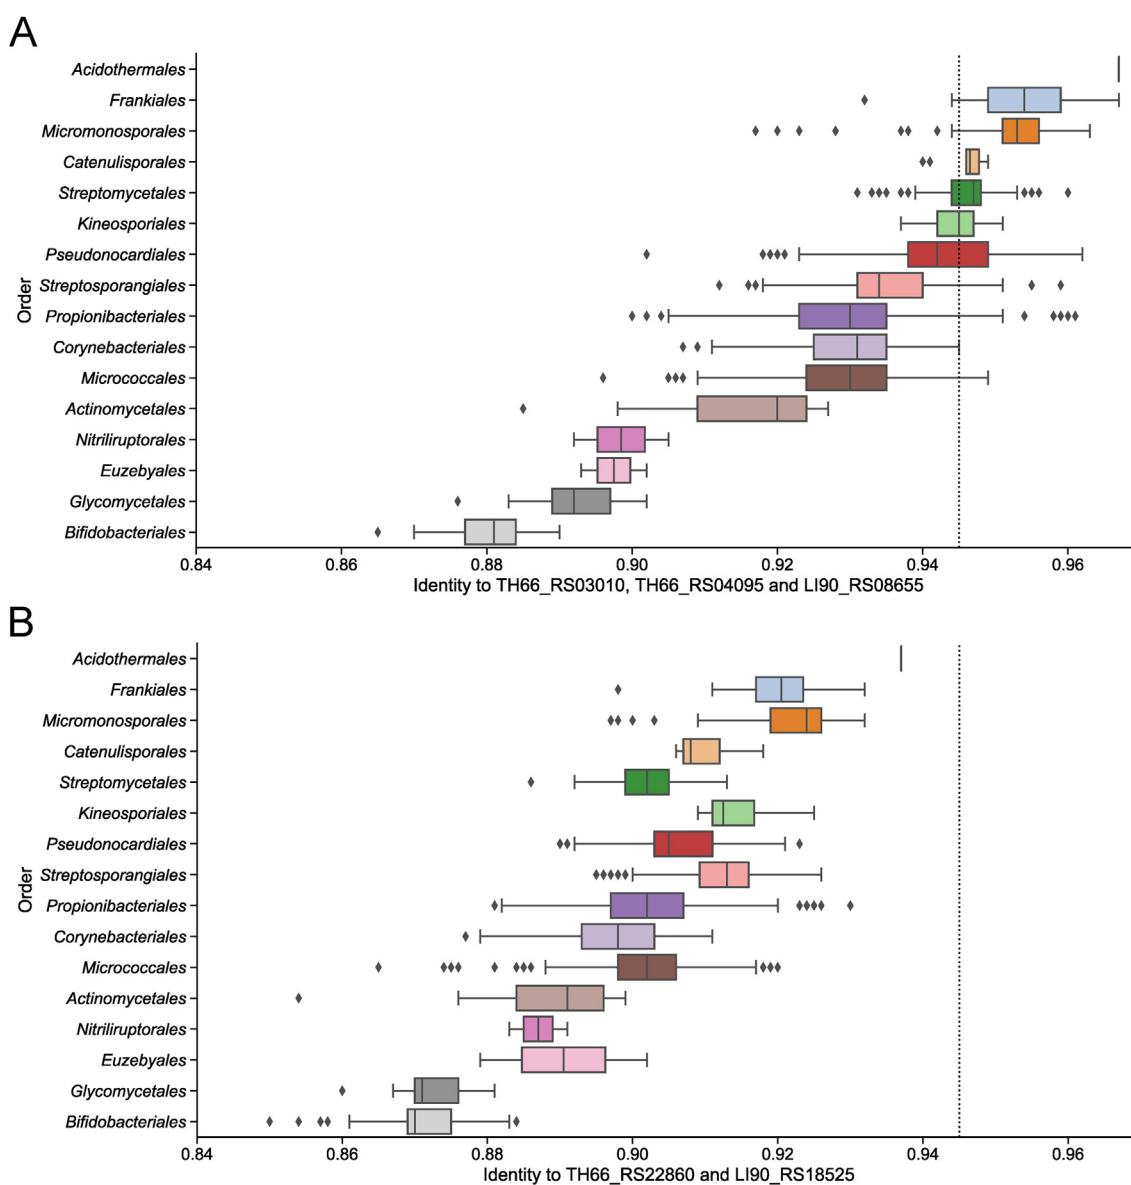 A
Acidothermales
Frankiales
Micromonosporales
Catenulisporales
Streptomycetales
Kineosporiales
Pseudonocardiales
Streptosporangiales
Propionibacteriales
Corynebacteriales
Micrococcales
Actinomycetales
Nitriliruptorales
Euzebyales
Glycomycetales
Bifidobacteriales
Order
0.84 0.86 0.88 0.90 0.92 0.94 0.96
Identity to TH66_RS03010, TH66_RS04095 and LI90_RS08655
B
Acidothermales
Frankiales
Micromonosporales
Catenulisporales
Streptomycetales
Kineosporiales
Pseudonocardiales
Streptosporangiales
Propionibacteriales
Corynebacteriales
Micrococcales
Actinomycetales
Nitriliruptorales
Euzebyales
Glycomycetales
Bifidobacteriales
Order
0.84 0.86 0.88 0.90 0.92 0.94 0.96
Identity to TH66_RS22860 and LI90_RS18525